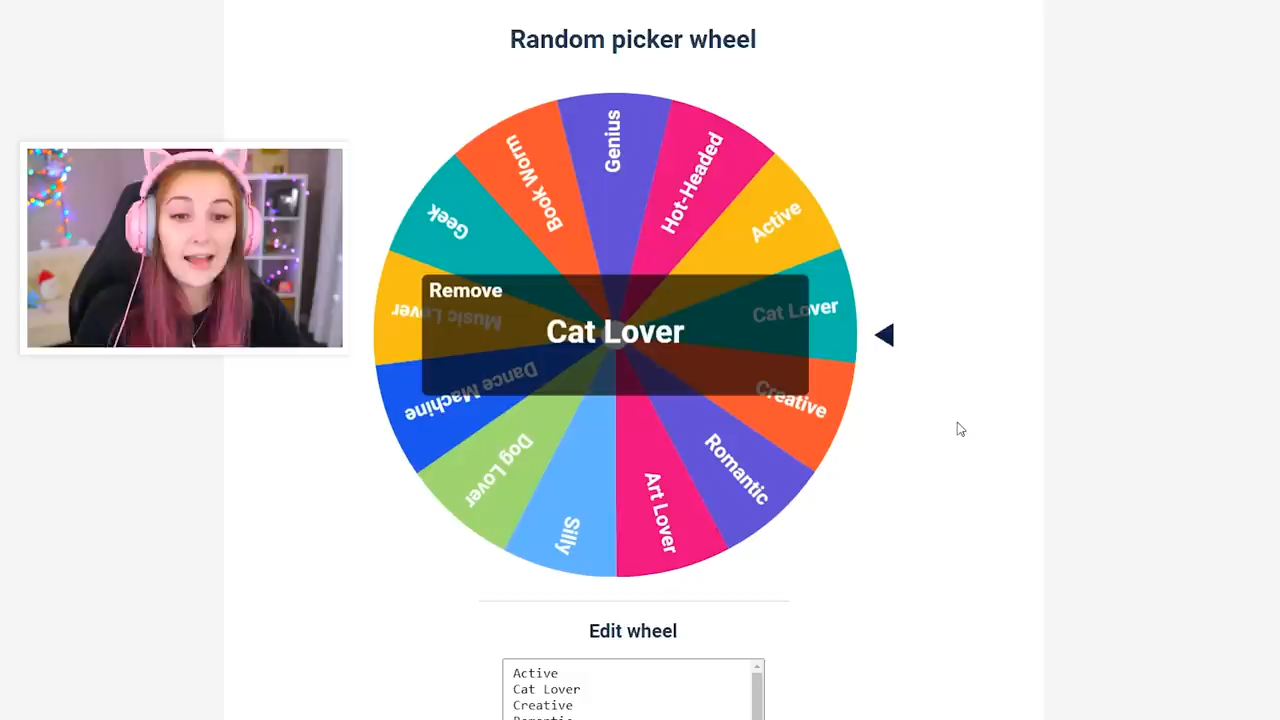 Random picker wheel
Genius
Hot-Headed
Active
Cat Lover
Creative
Romantic
Art Lover
Silly
Dog Lover
Dance Machine
Music Lover
Geek
Book Worm
Remove
Cat Lover
Edit wheel
Active
Cat Lover
Creative
Romantic